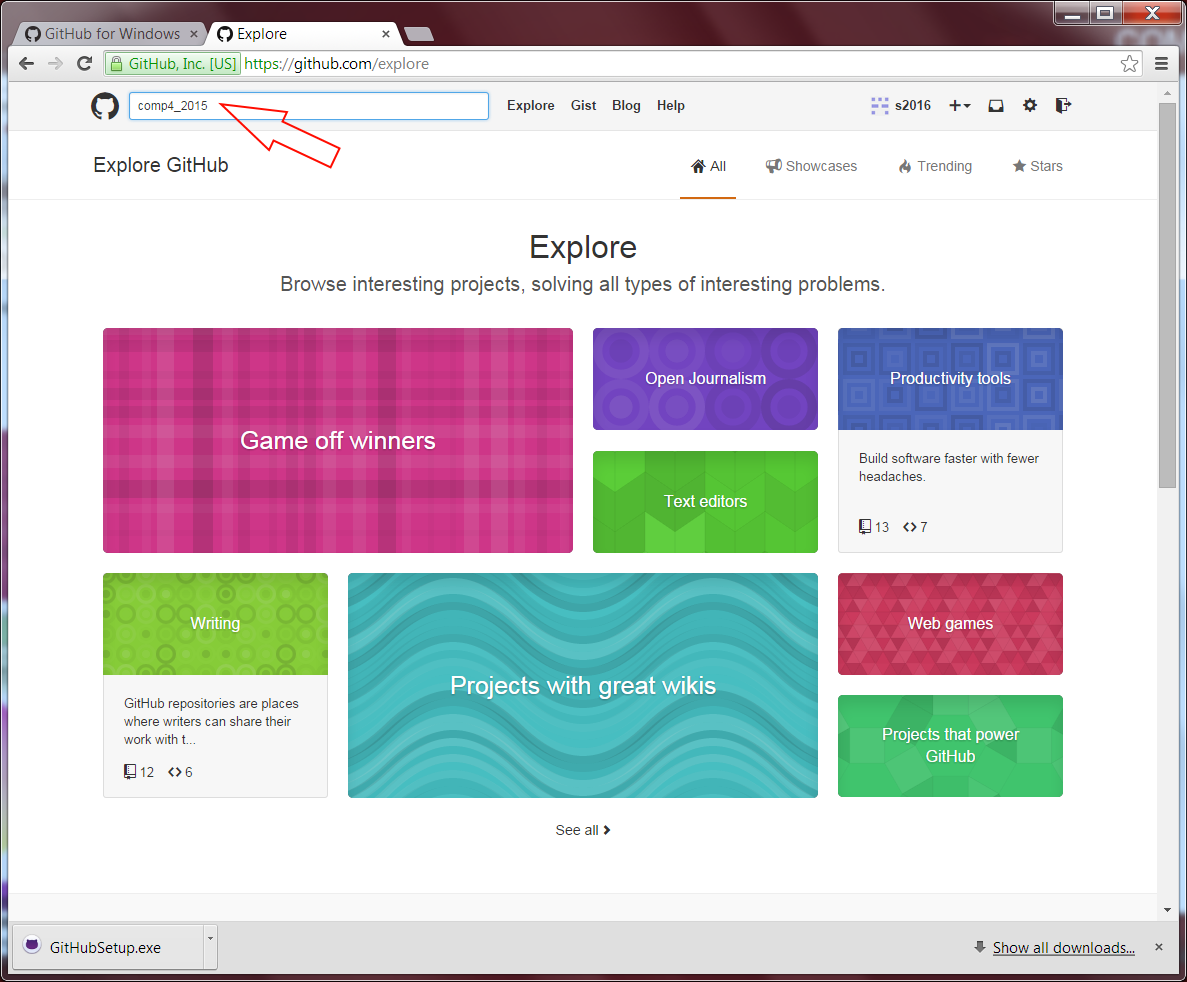 GitHub for Windows
Explore
GitHub, Inc. [US] https://github.com/explore
comp4_2015
Explore Gist Blog Help
s2016
Explore GitHub
All
Showcases
Trending
Stars
Explore
Browse interesting projects, solving all types of interesting problems.
Game off winners
Open Journalism
Productivity tools
Build software faster with fewer
headaches.
13 7
Text editors
Writing
GitHub repositories are places
where writers can share their
work with t...
12 6
Projects with great wikis
Web games
Projects that power
GitHub
See all
GitHubSetup.exe
Show all downloads...